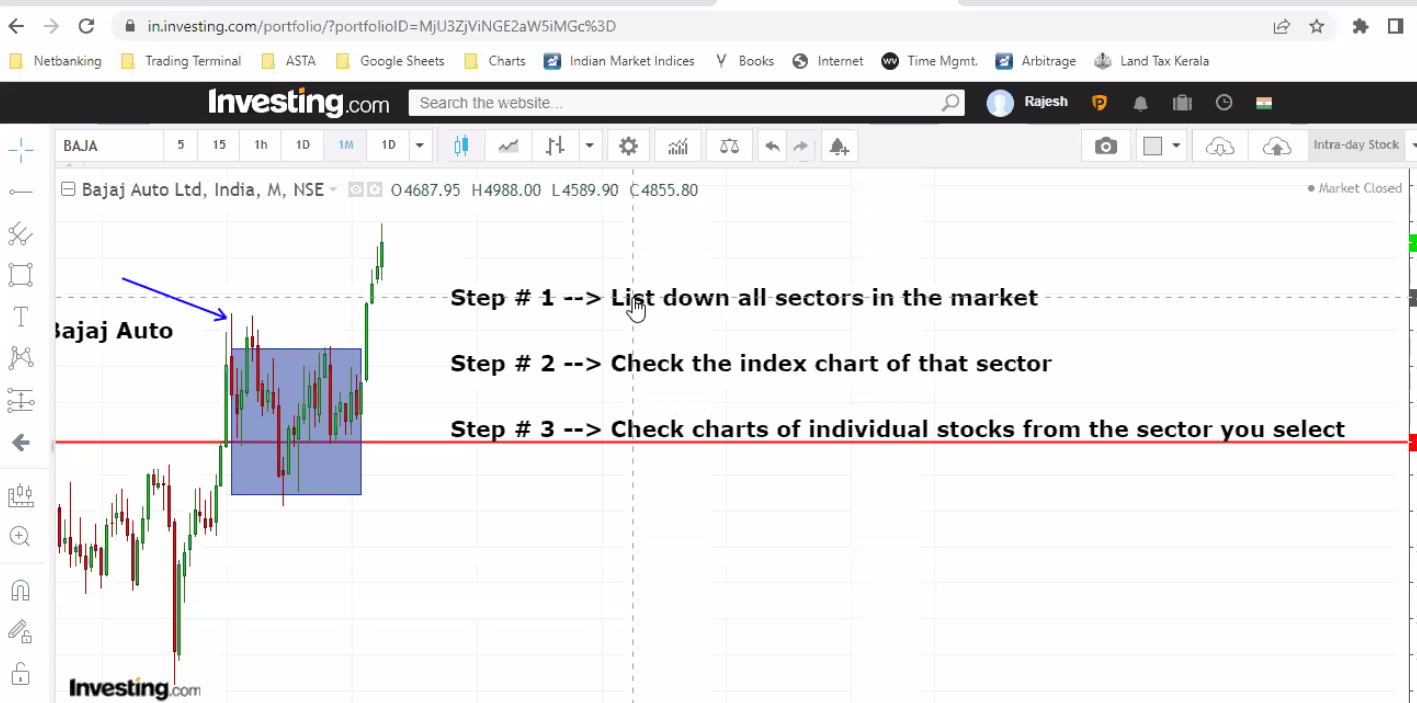 in.investing.com/portfolio/?portfolioID=MjU3ZjViNGE2aW5iMGc%3D
Netbanking Trading Terminal ASTA Google Sheets Charts Indian Market Indices Books Internet Time Mgmt. Arbitrage Land Tax Kerala
Investing.com Search the website... Rajesh
BAJA 5 15 1h 1D 1M 1D Intra-day Stock
Bajaj Auto Ltd, India, M, NSE O4687.95 H4988.00 L4589.90 C4855.80 Market Closed
Step # 1 --> List down all sectors in the market
Bajaj Auto
Step # 2 --> Check the index chart of that sector
Step # 3 --> Check charts of individual stocks from the sector you select
Investing.com